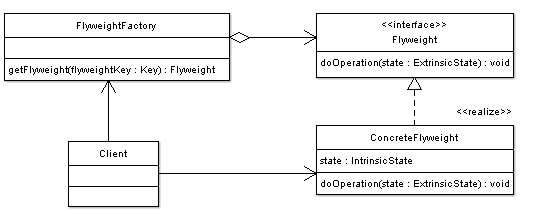 FlyweightFactory
getFlyweight(flyweightKey : Key) : Flyweight
<<interface>>
Flyweight
doOperation(state : ExtrinsicState) : void
<<realize>>
Client
ConcreteFlyweight
state : IntrinsicState
doOperation(state : ExtrinsicState) : void